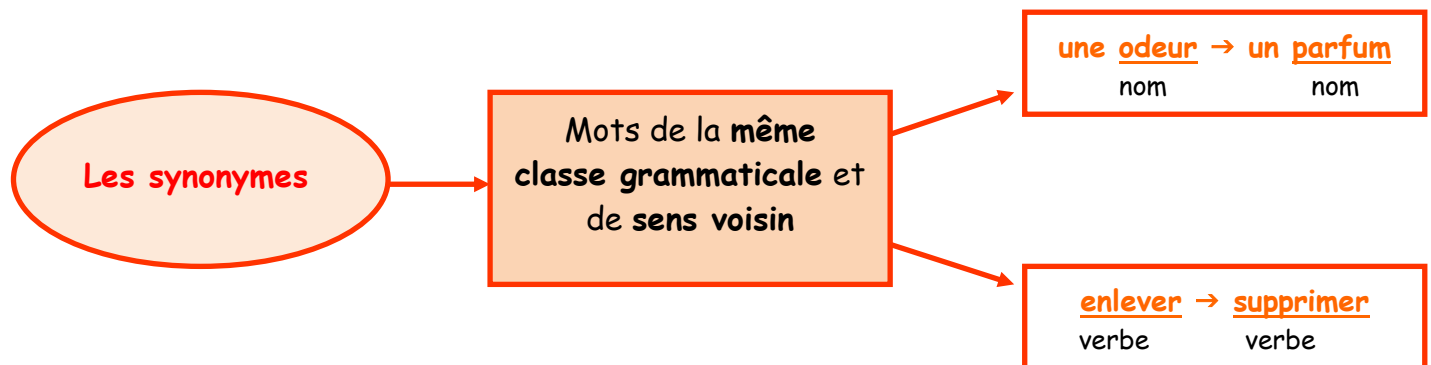 Les synonymes
Mots de la même
classe grammaticale et
de sens voisin
une odeur → un parfum
nom nom
enlever → supprimer
verbe verbe